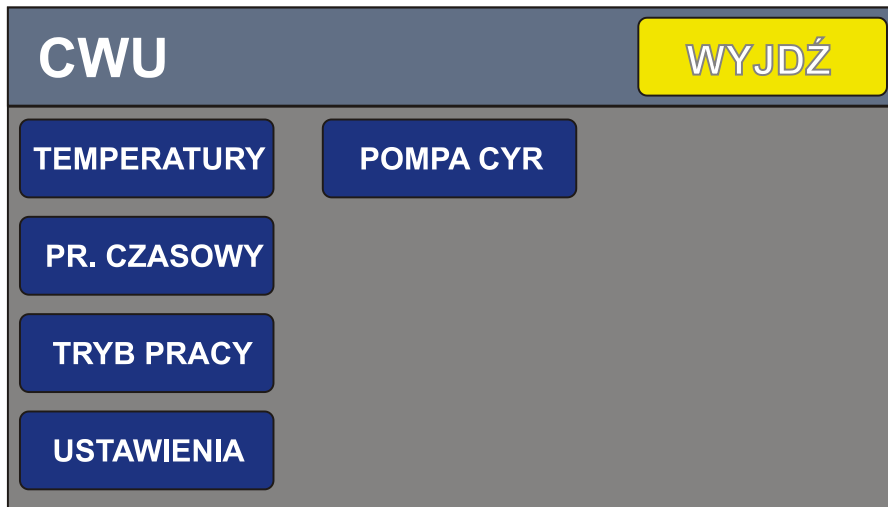 CWU
WYJDŹ
TEMPERATURY
POMPA CYR
PR. CZASOWY
TRYB PRACY
USTAWIENIA